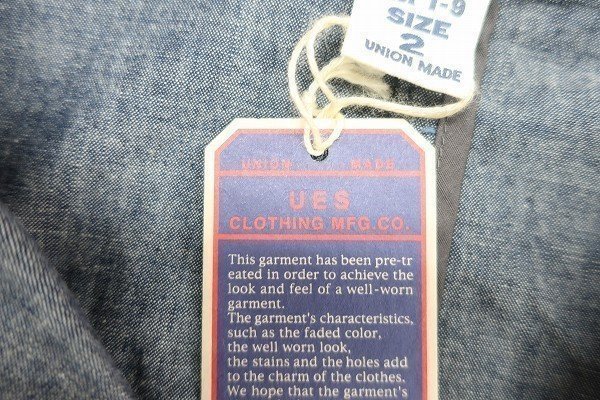 1-9
SIZE
2
UNION MADE
UNION MADE
UES
CLOTHING MFG.CO.
This garment has been pre-tr
eated in order to achieve the
look and feel of a well-worn
garment.
The garment's characteristics,
such as the faded color,
the well worn look,
the stains and the holes add
to the charm of the clothes.
We hope that the garment's